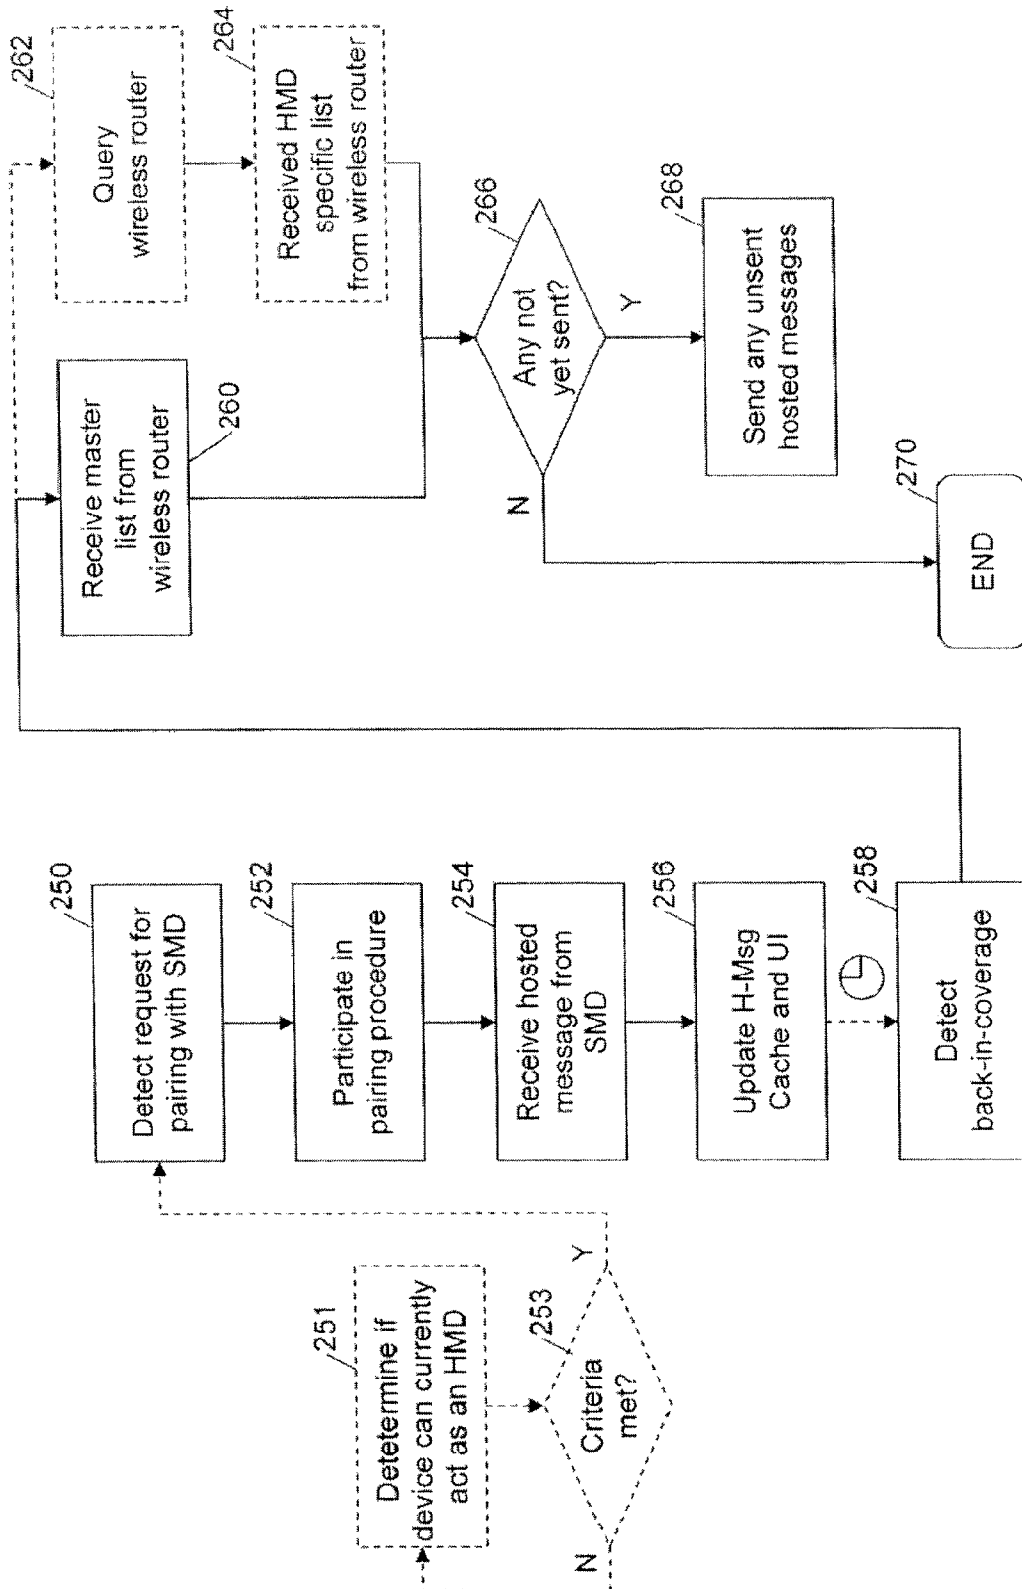 251
Detetermine if
device can currently
act as an HMD
253
Criteria
met?
N
Y
250
Detect request for
pairing with SMD
252
Participate in
pairing procedure
254
Receive hosted
message from
SMD
256
Update H-Msg
Cache and UI
258
Detect
back-in-coverage
260
Receive master
list from
wireless router
262
Query
wireless router
264
Received HMD
specific list
from wireless router
266
Any not
yet sent?
N
Y
268
Send any unsent
hosted messages
270
END